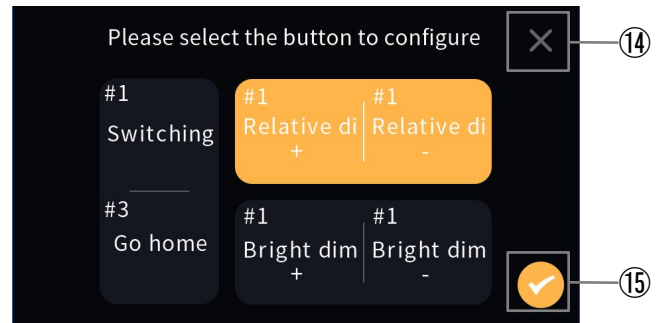 Please select the button to configure
⑭
#1
Switching
#3
Go home
#1 #1
Relative di Relative di
+ -
#1 #1
Bright dim Bright dim
+ -
⑮